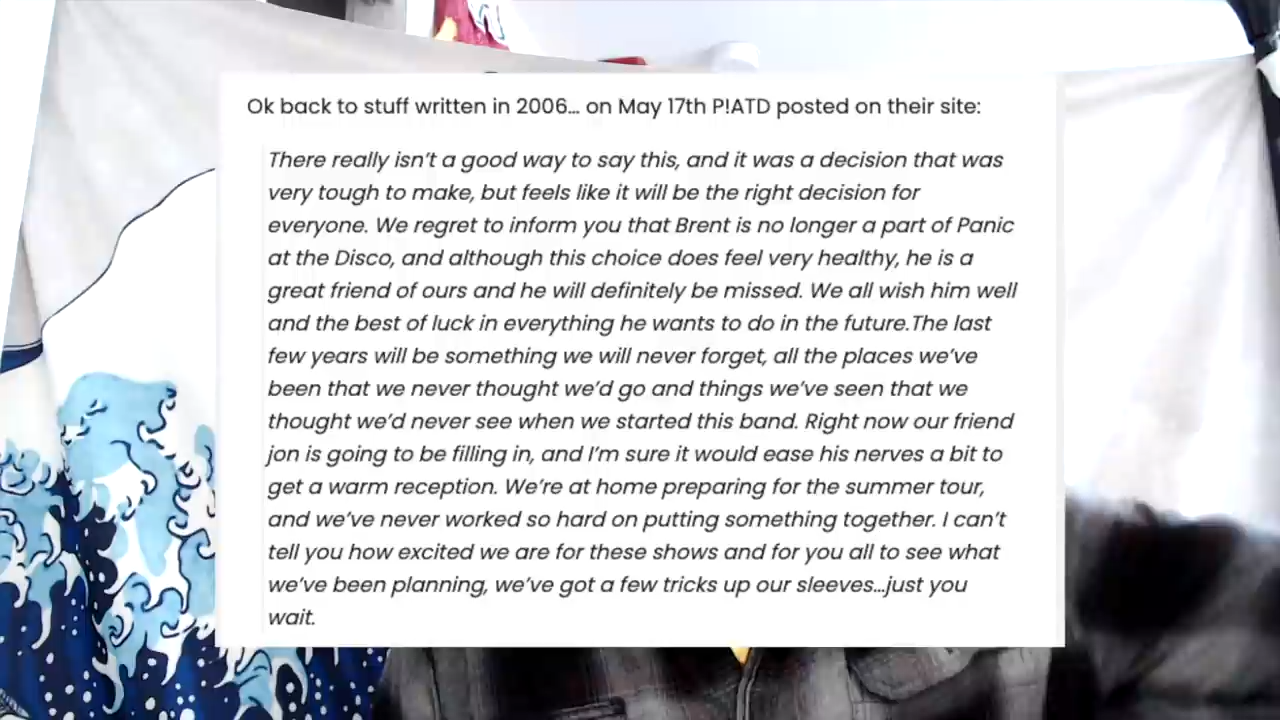 Ok back to stuff written in 2006... on May 17th P!ATD posted on their site:
There really isn't a good way to say this, and it was a decision that was
very tough to make, but feels like it will be the right decision for
everyone. We regret to inform you that Brent is no longer a part of Panic
at the Disco, and although this choice does feel very healthy, he is a
great friend of ours and he will definitely be missed. We all wish him well
and the best of luck in everything he wants to do in the future.The last
few years will be something we will never forget, all the places we've
been that we never thought we'd go and things we've seen that we
thought we'd never see when we started this band. Right now our friend
jon is going to be filling in, and I'm sure it would ease his nerves a bit to
get a warm reception. We're at home preparing for the summer tour,
and we've never worked so hard on putting something together. I can't
tell you how excited we are for these shows and for you all to see what
we've been planning, we've got a few tricks up our sleeves...just you
wait.